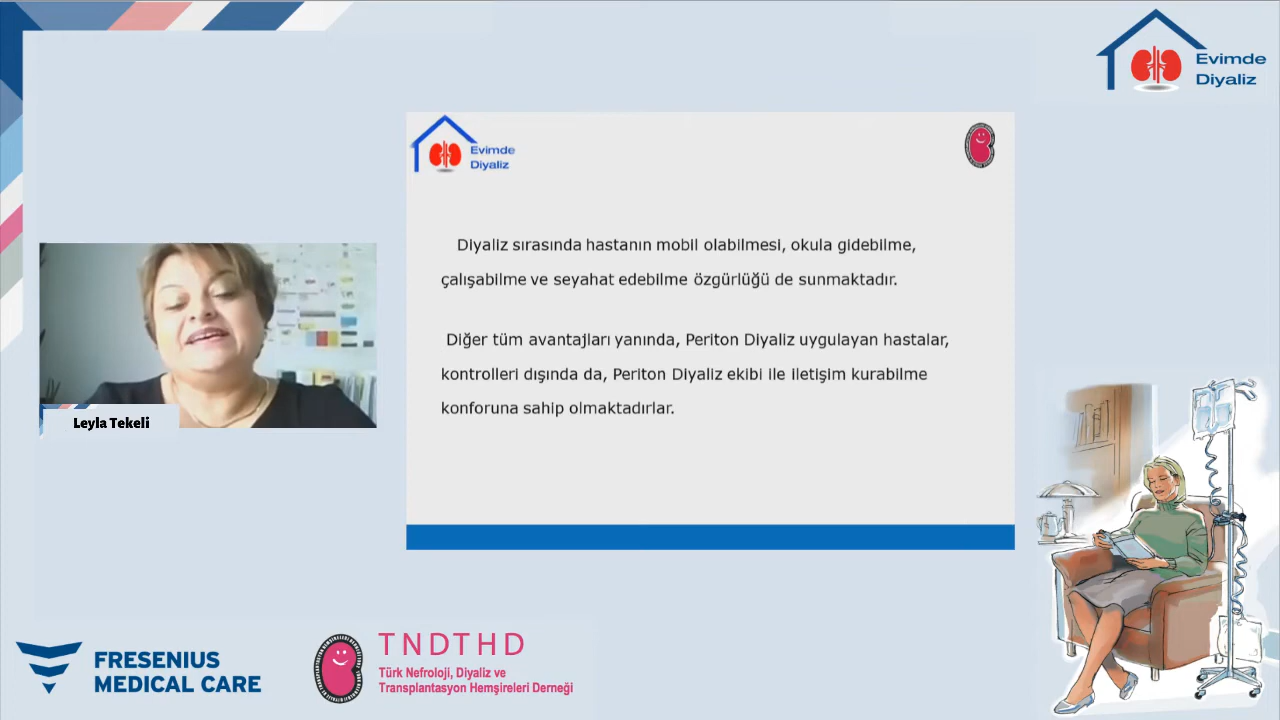 Evimde
Diyaliz
Evimde
Diyaliz
Diyaliz sırasında hastanın mobil olabilmesi, okula gidebilme,
çalışabilme ve seyahat edebilme özgürlüğü de sunmaktadır.
Diğer tüm avantajları yanında, Periton Diyaliz uygulayan hastalar,
kontrolleri dışında da, Periton Diyaliz ekibi ile iletişim kurabilme
konforuna sahip olmaktadırlar.
Leyla Tekeli
FRESENIUS
MEDICAL CARE
TNDTHD
Türk Nefroloji, Diyaliz ve
Transplantasyon Hemşireleri Derneği